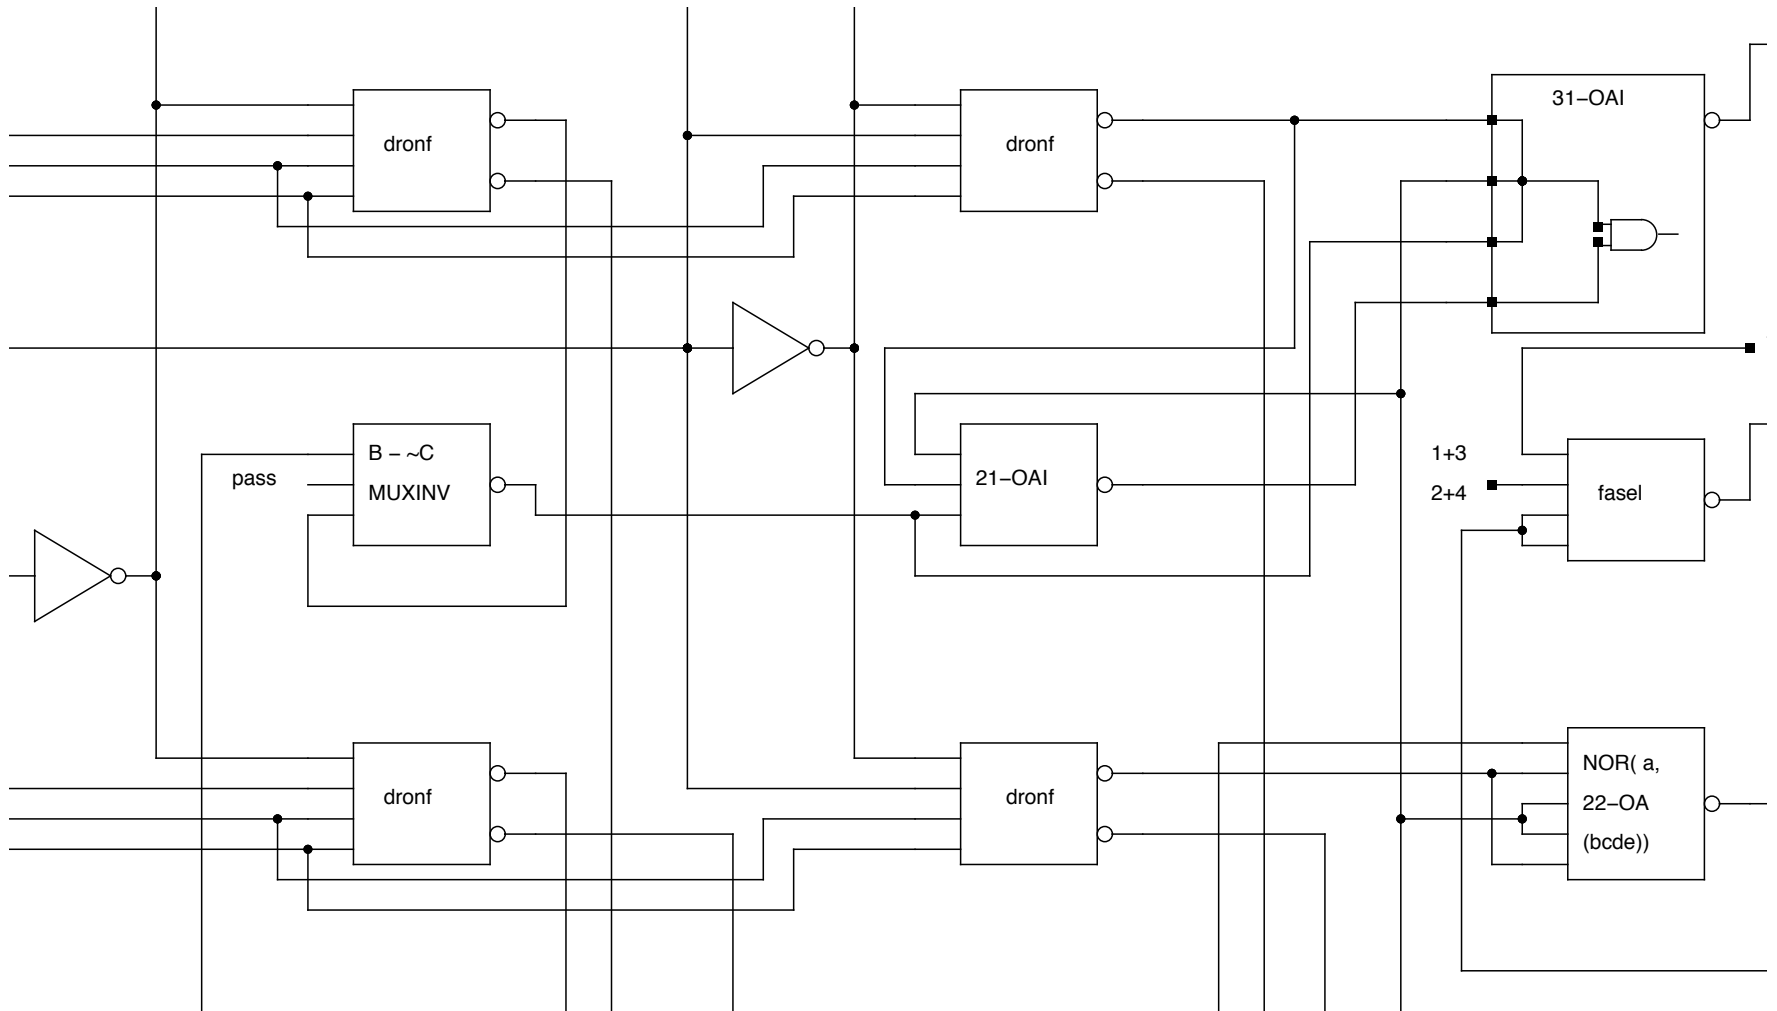 31−OAI
dronf
dronf
B − ~C
pass
MUXINV
21−OAI
1+3
2+4
fasel
dronf
dronf
NOR( a,
22−OA
(bcde))